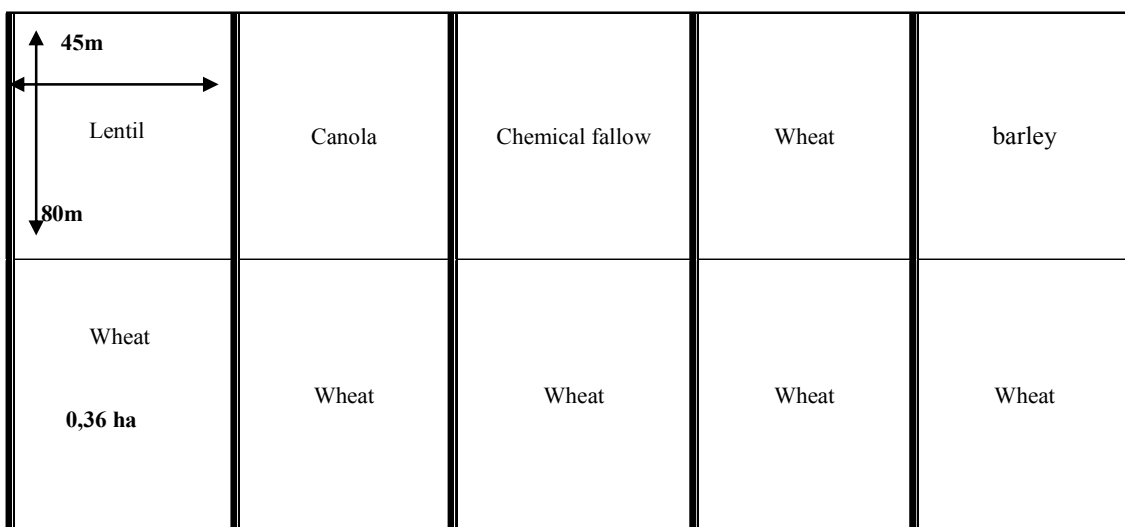 45m
Lentil
Canola
Chemical fallow
Wheat
barley
80m
Wheat
Wheat
Wheat
Wheat
Wheat
0,36 ha